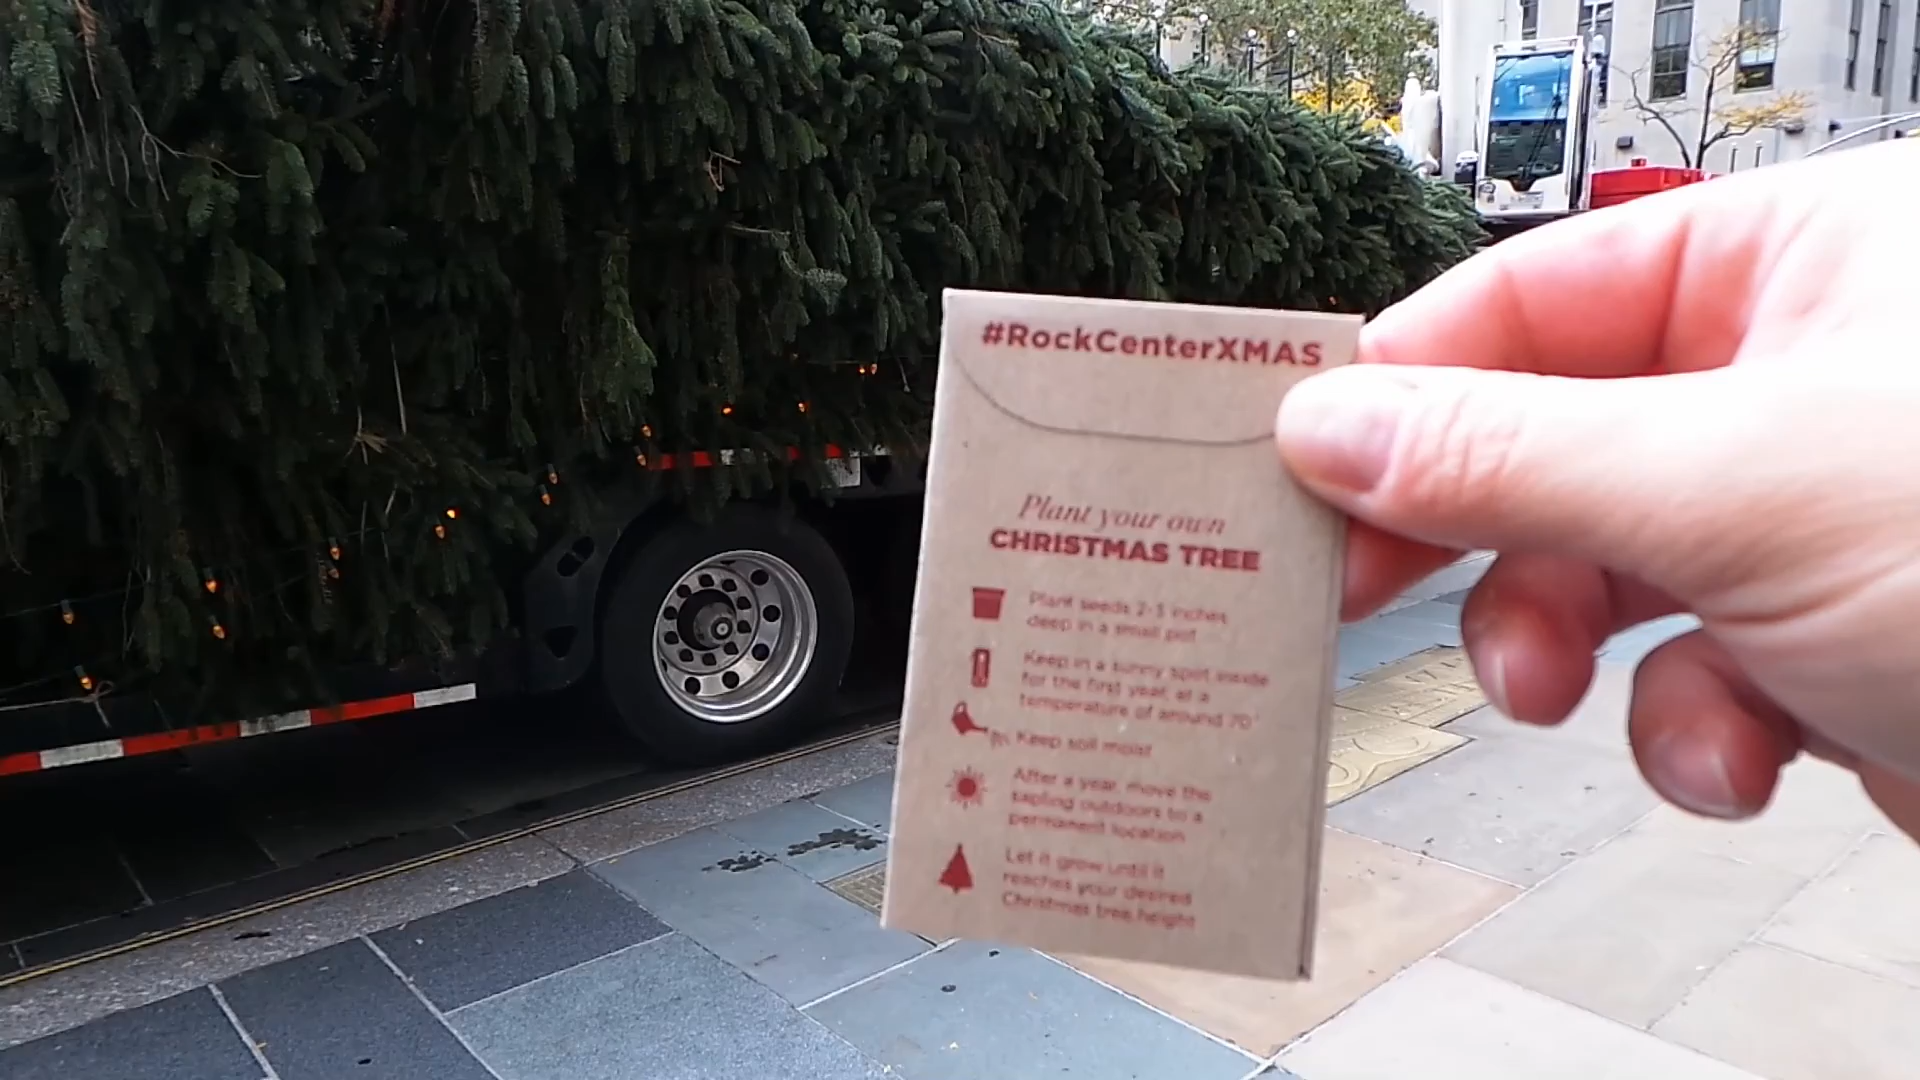 #RockCenterXMAS
Plant your own
CHRISTMAS TREE
Plant seeds 2-3 inches
deep in a small pot
Keep in a sunny spot inside
for the first year, at a
temperature of around 70°
Keep soil moist
After a year, move the
sapling outdoors to a
permanent location
Let it grow until it
reaches your desired
Christmas tree height